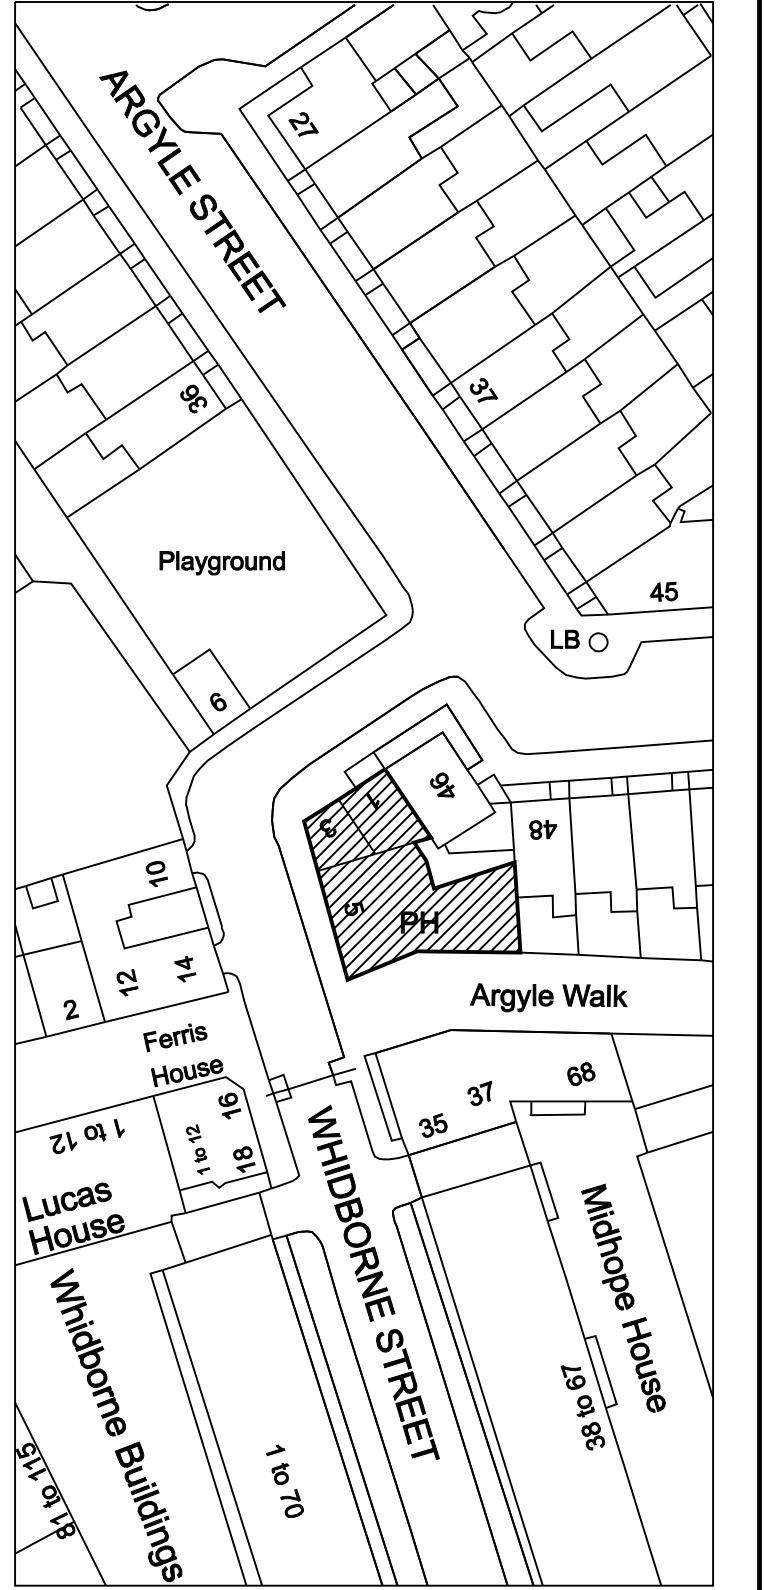 ARGYLE STREET
27
36
37
Playground
45
LB
6
46
1
3
48
5
PH
10
12
14
2
Argyle Walk
Ferris
House
68
37
35
16
18
1 to 12
1 to 12
Lucas
House
WHIDBORNE STREET
Midhope House
38 to 67
Whidborne Buildings
1 to 70
81 to 115